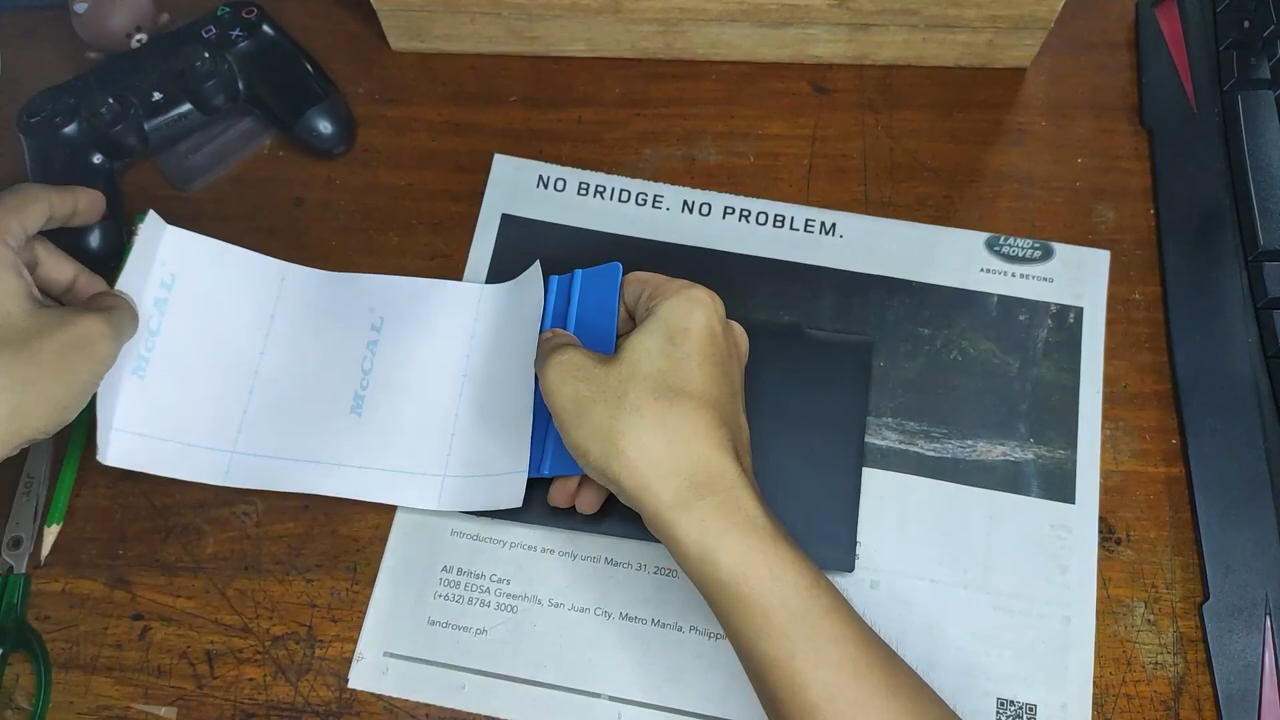 NO BRIDGE. NO PROBLEM.
LAND-
ROVER
ABOVE & BEYOND
McCAL
McCAL
Introductory prices are only until March 31, 2020.
All British Cars
1008 EDSA Greenhills, San Juan City, Metro Manila, Philippin
(+632) 8784 3000
landrover.ph